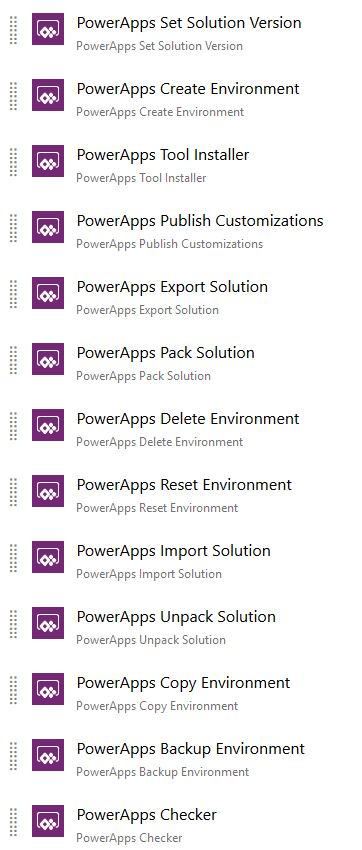 PowerApps Set Solution Version
PowerApps Set Solution Version
PowerApps Create Environment
PowerApps Create Environment
PowerApps Tool Installer
PowerApps Tool Installer
PowerApps Publish Customizations
PowerApps Publish Customizations
PowerApps Export Solution
PowerApps Export Solution
PowerApps Pack Solution
PowerApps Pack Solution
PowerApps Delete Environment
PowerApps Delete Environment
PowerApps Reset Environment
PowerApps Reset Environment
PowerApps Import Solution
PowerApps Import Solution
PowerApps Unpack Solution
PowerApps Unpack Solution
PowerApps Copy Environment
PowerApps Copy Environment
PowerApps Backup Environment
PowerApps Backup Environment
PowerApps Checker
PowerApps Checker